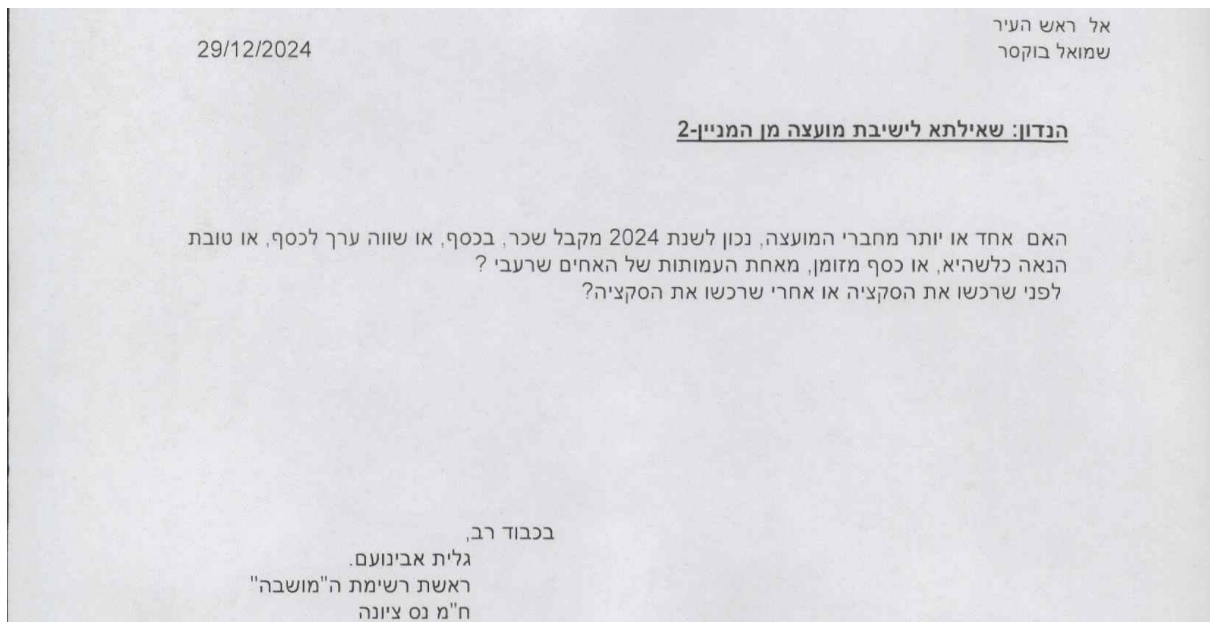 אל ראש העיר
שמואל בוקסר
29/12/2024
הנדון: שאילתא לישיבת מועצה מן המניין-2
האם אחד או יותר מחברי המועצה, נכון לשנת 2024 מקבל שכר, בכסף, או שווה ערך לכסף, או טובת
הנאה כלשהיא, או כסף מזומן, מאחת העמותות של האחים שרעבי ?
לפני שרכשו את הסקציה או אחרי שרכשו את הסקציה?
בכבוד רב,
גלית אבינועם.
ראשת רשימת ה"מושבה"
ח"מ נס ציונה